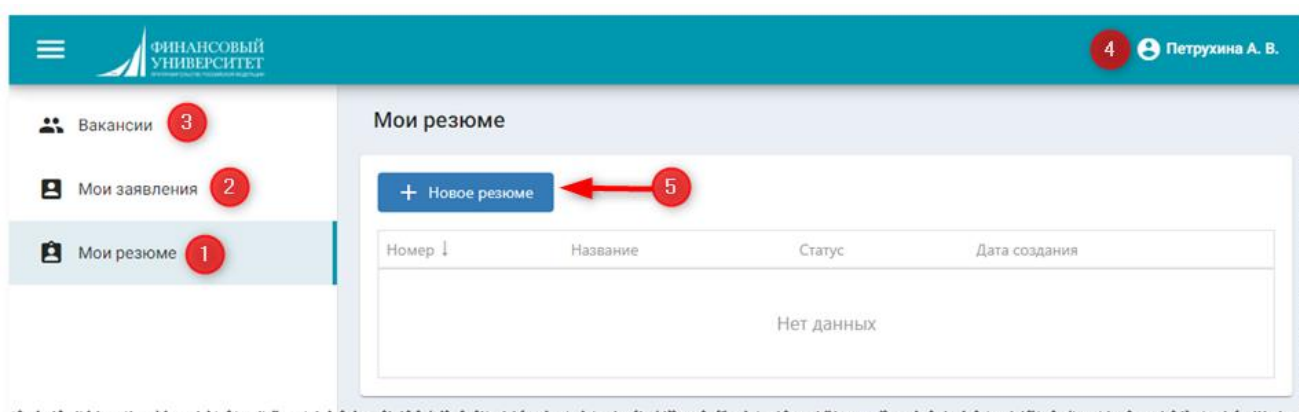 ФИНАНСОВЫЙ
УНИВЕРСИТЕТ
4 Петрухина А. В.
Вакансии 3
Мои заявления 2
Мои резюме 1
Мои резюме
+ Новое резюме 5
Номер ↓ Название Статус Дата создания
Нет данных